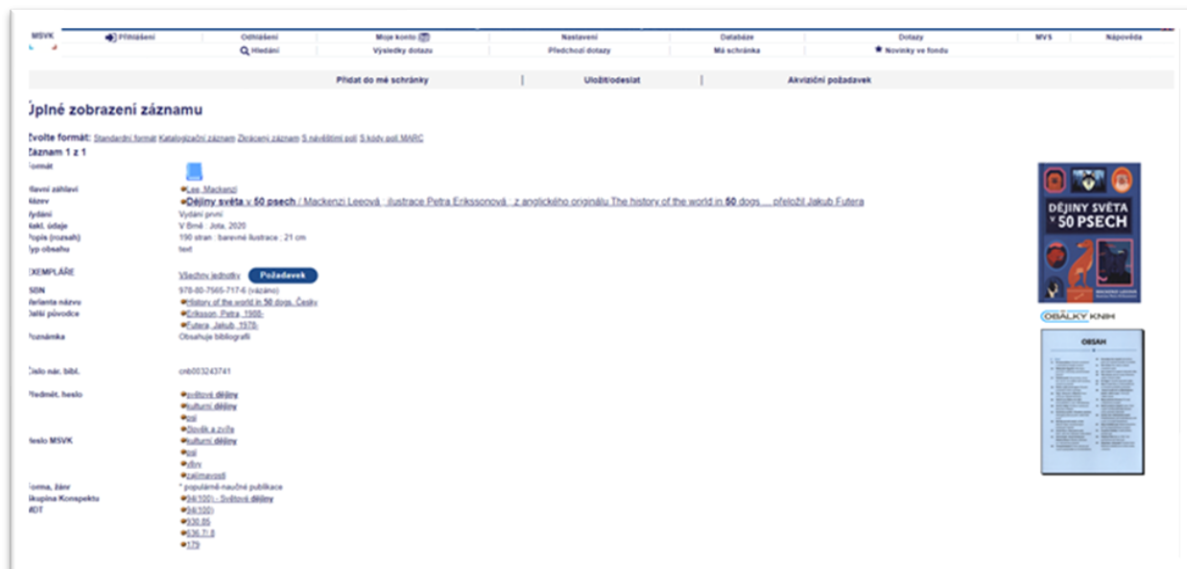 MSVK Přihlášení Odhlášení Moje konto Nastavení Databáze Dotazy MVS Nápověda
Hledání Výsledky dotazu Předchozí dotazy Má schránka Novinky ve fondu
Přidat do mé schránky | Uložit/odeslat | Akviziční požadavek
Úplné zobrazení záznamu
Zvolte formát: Standardní formát Katalogizační záznam Zkrácený záznam S návěštími polí S kódy polí MARC
Záznam 1 z 1
Formát
Hlavní záhlaví Lee, Mackenzi
Název Dějiny světa v 50 psech / Mackenzi Leeová ; ilustrace Petra Erikssonová ; z anglického originálu The history of the world in 50 dogs ... přeložil Jakub Futera
Vydání Vydání první
Nakl. údaje V Brně : Jota, 2020
Popis (rozsah) 190 stran : barevné ilustrace ; 21 cm
Typ obsahu text
EXEMPLÁŘE Všechny jednotky Požadavek
ISBN 978-80-7565-717-6 (vázáno)
Varianta názvu History of the world in 50 dogs. Česky
Další původce Eriksson, Petra, 1988-
Futera, Jakub, 1978-
Poznámka Obsahuje bibliografii
Číslo nár. bibl. cnb003243741
Předmět. heslo světové dějiny
kulturní dějiny
psi
člověk a zvíře
Heslo MSVK kulturní dějiny
psi
vlivy
zajímavosti
Forma, žánr * populárně-naučné publikace
Skupina Konspektu 94(100) - Světové dějiny
MDT 94(100)
930.85
636.7/.8
179
DĚJINY SVĚTA
V 50 PSECH
MACKENZI LEEOVÁ
OBÁLKY KNIH
OBSAH